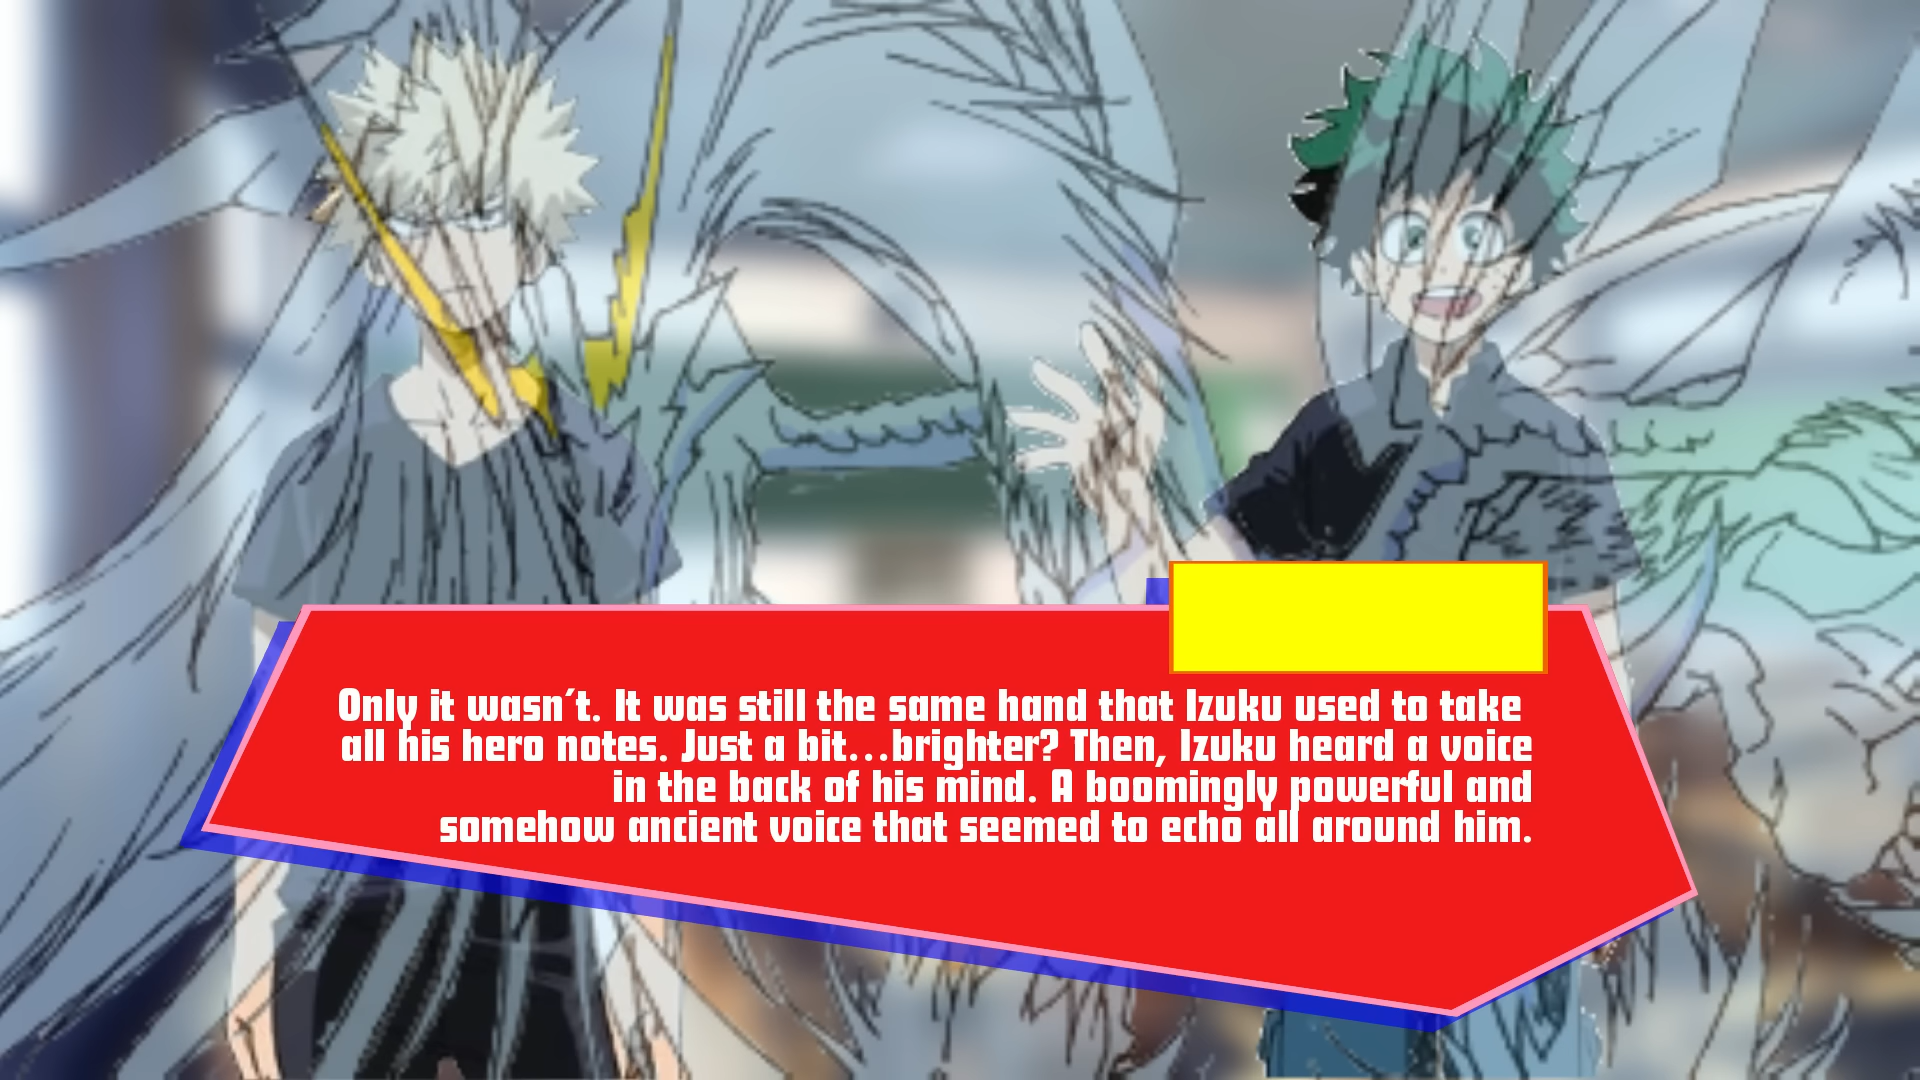 Only it wasn't. It was still the same hand that Izuku used to take
all his hero notes. Just a bit...brighter? Then, Izuku heard a voice
in the back of his mind. A boomingly powerful and
somehow ancient voice that seemed to echo all around him.